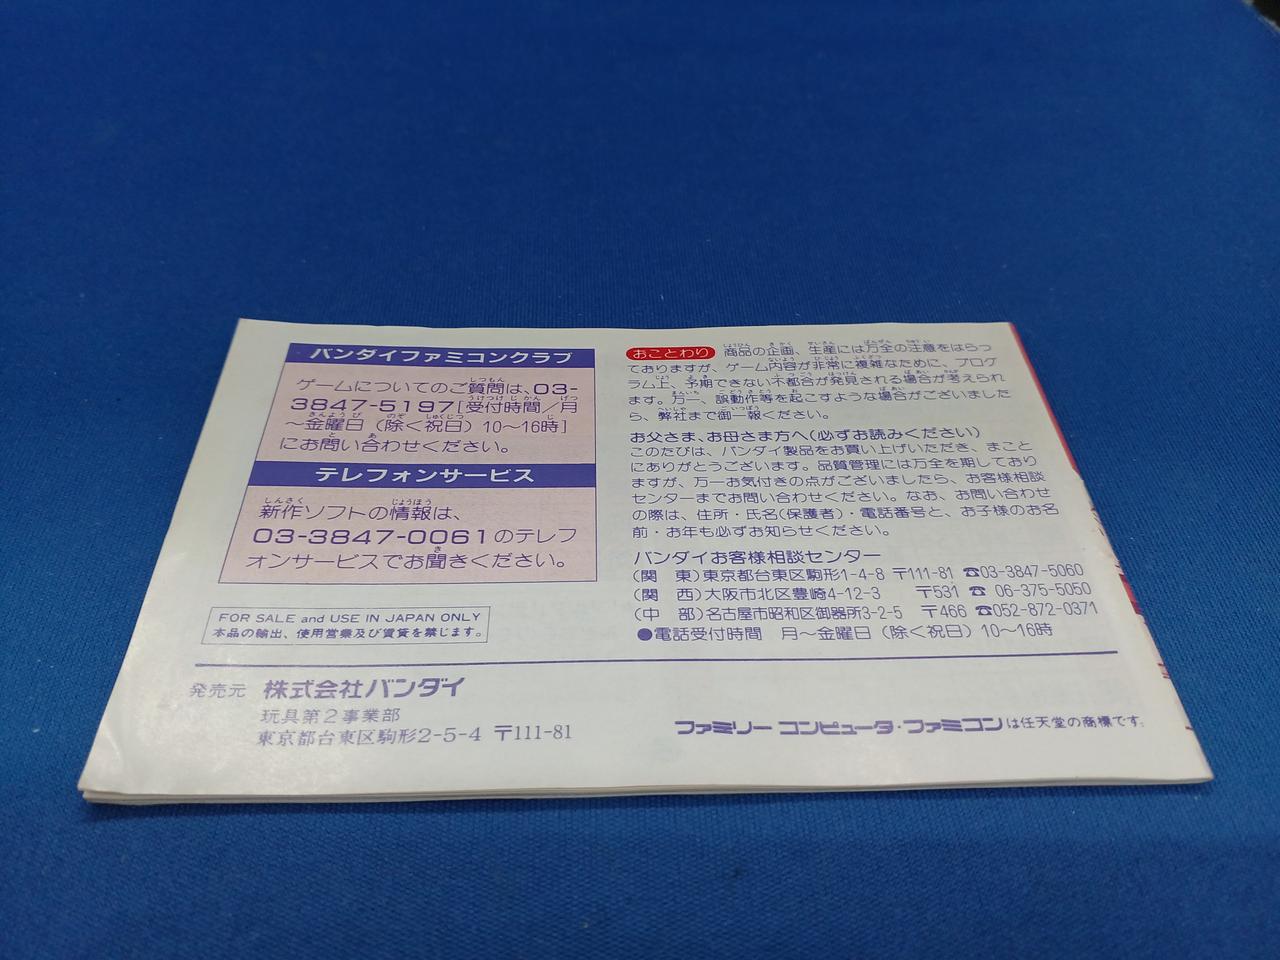 バンダイファミコンクラブ
ゲームについてのご質問は、03-
3847-5197[受付時間／月
～金曜日（除く祝日）10～16時]
にお問い合わせください。
テレフォンサービス
新作ソフトの情報は、
03-3847-0061のテレフ
ォンサービスでお聞きください。
FOR SALE and USE IN JAPAN ONLY
本品の輸出、使用営業及び賃貸を禁じます。
おことわり 商品の企画、生産には万全の注意をはらっ
ておりますが、ゲーム内容が非常に複雑なために、プログ
ラム上、予期できない不都合が発見される場合が考えられ
ます。万一、誤動作等を起こすような場合がございました
ら、弊社まで御一報ください。
お父さま、お母さま方へ(必ずお読みください)
このたびは、バンダイ製品をお買い上げいただき、まこと
にありがとうございます。品質管理には万全を期しており
ますが、万一お気付きの点がございましたら、お客様相談
センターまでお問い合わせください。なお、お問い合わせ
の際は、住所・氏名(保護者)・電話番号と、お子様のお名
前・お年も必ずお知らせください。
バンダイお客様相談センター
(関　東)東京都台東区駒形1-4-8 〒111-81 ☎03-3847-5060
(関　西)大阪市北区豊崎4-12-3 〒531 ☎ 06-375-5050
(中　部)名古屋市昭和区御器所3-2-5 〒466 ☎052-872-0371
●電話受付時間　月～金曜日（除く祝日）10～16時
発売元 株式会社バンダイ
玩具第2事業部
東京都台東区駒形2-5-4 〒111-81
ファミリー コンピュータ・ファミコンは任天堂の商標です。